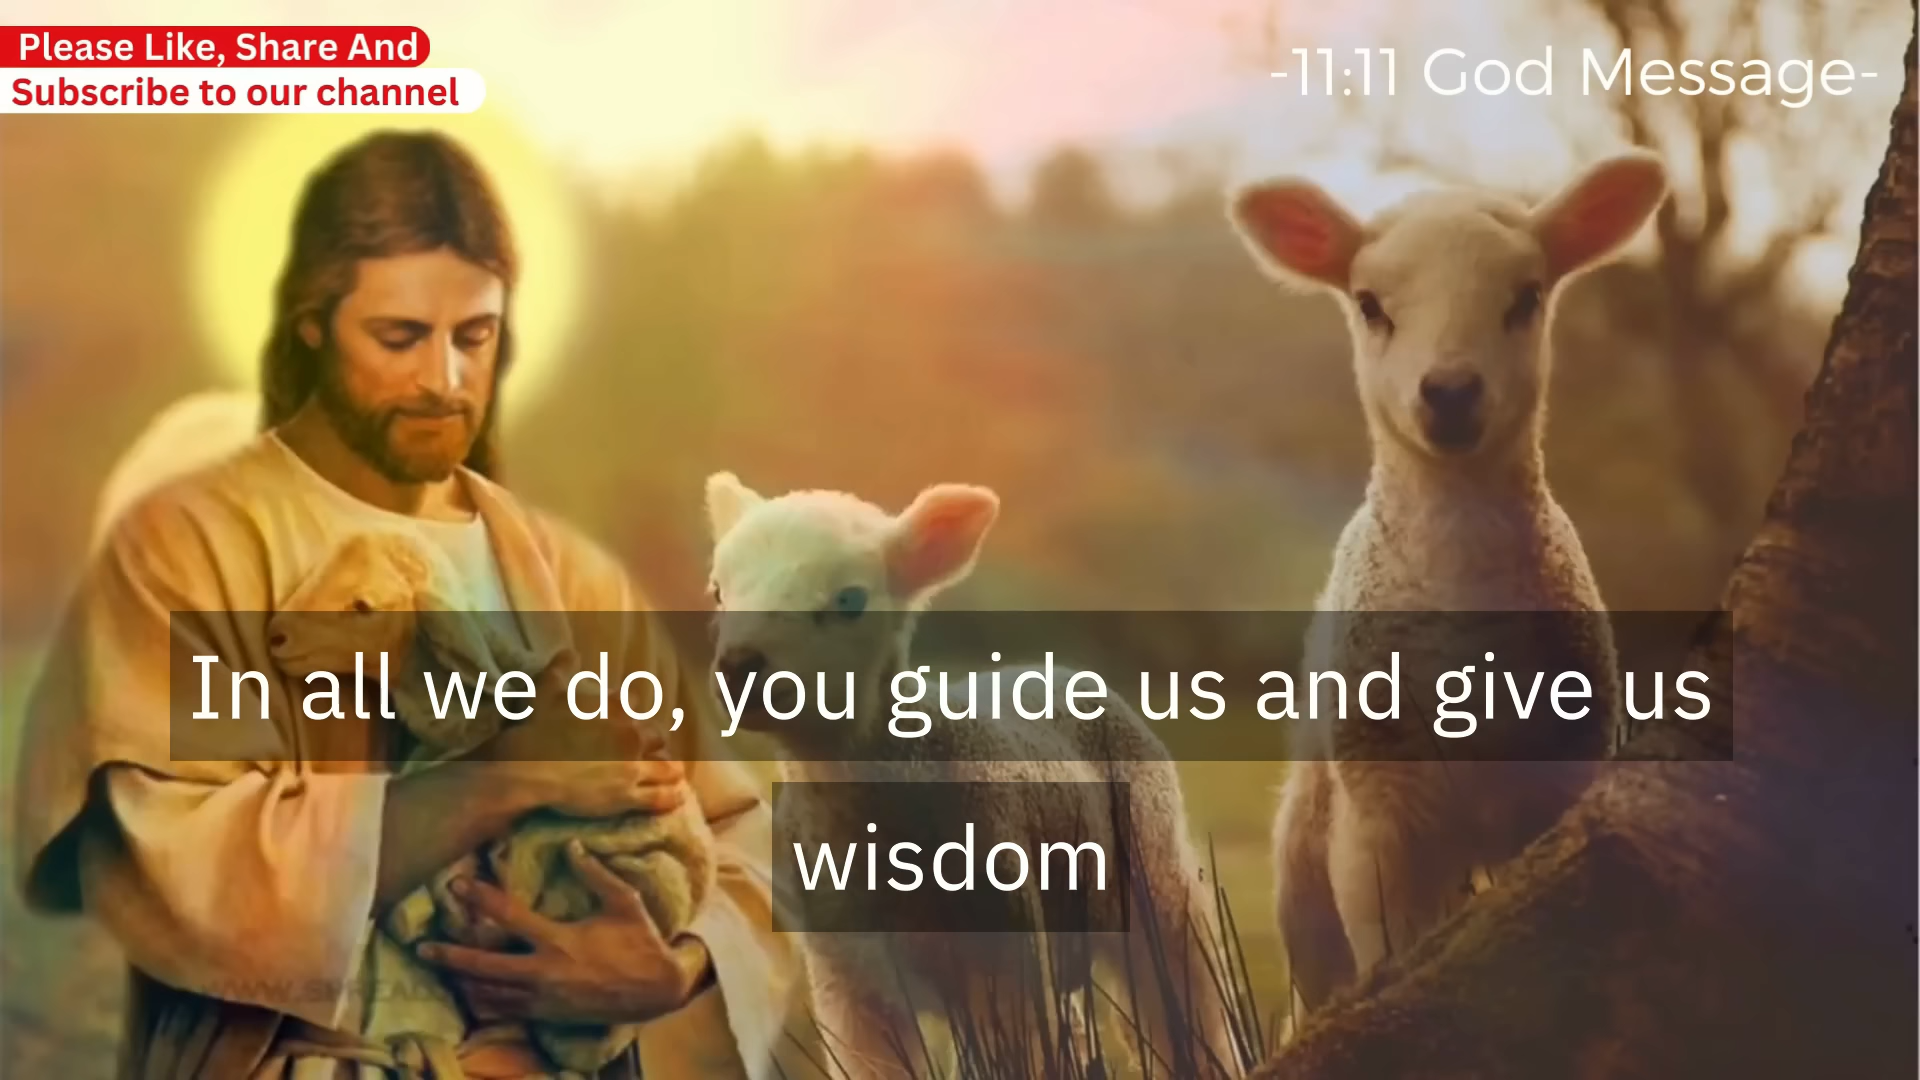 Please Like, Share And
Subscribe to our channel
-11:11 God Message-
In all we do, you guide us and give us
wisdom